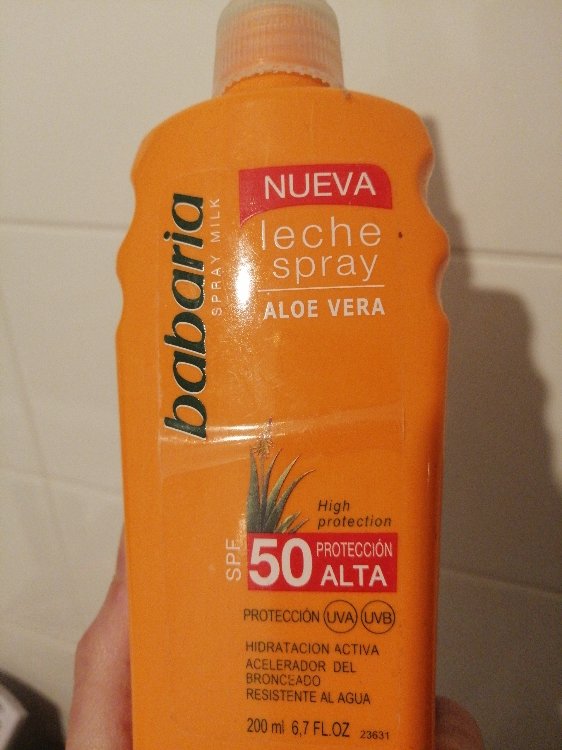 babaria
SPRAY MILK
NUEVA
leche
spray
ALOE VERA
High
protection
SPF
50 PROTECCIÓN
ALTA
PROTECCIÓN UVA UVB
HIDRATACION ACTIVA
ACELERADOR DEL
BRONCEADO
RESISTENTE AL AGUA
200 ml 6,7 FL.OZ 23631